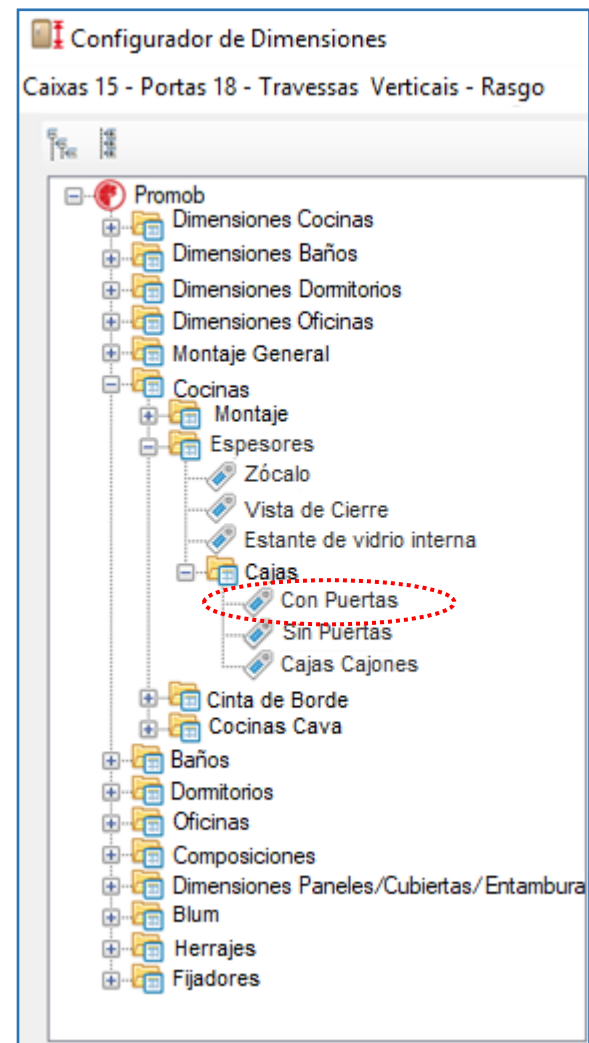 Configurador de Dimensiones
Caixas 15 - Portas 18 - Travessas Verticais - Rasgo
Promob
Dimensiones Cocinas
Dimensiones Baños
Dimensiones Dormitorios
Dimensiones Oficinas
Montaje General
Cocinas
Montaje
Espesores
Zócalo
Vista de Cierre
Estante de vidrio interna
Cajas
Con Puertas
Sin Puertas
Cajas Cajones
Cinta de Borde
Cocinas Cava
Baños
Dormitorios
Oficinas
Composiciones
Dimensiones Paneles/Cubiertas/Entambura
Blum
Herrajes
Fijadores